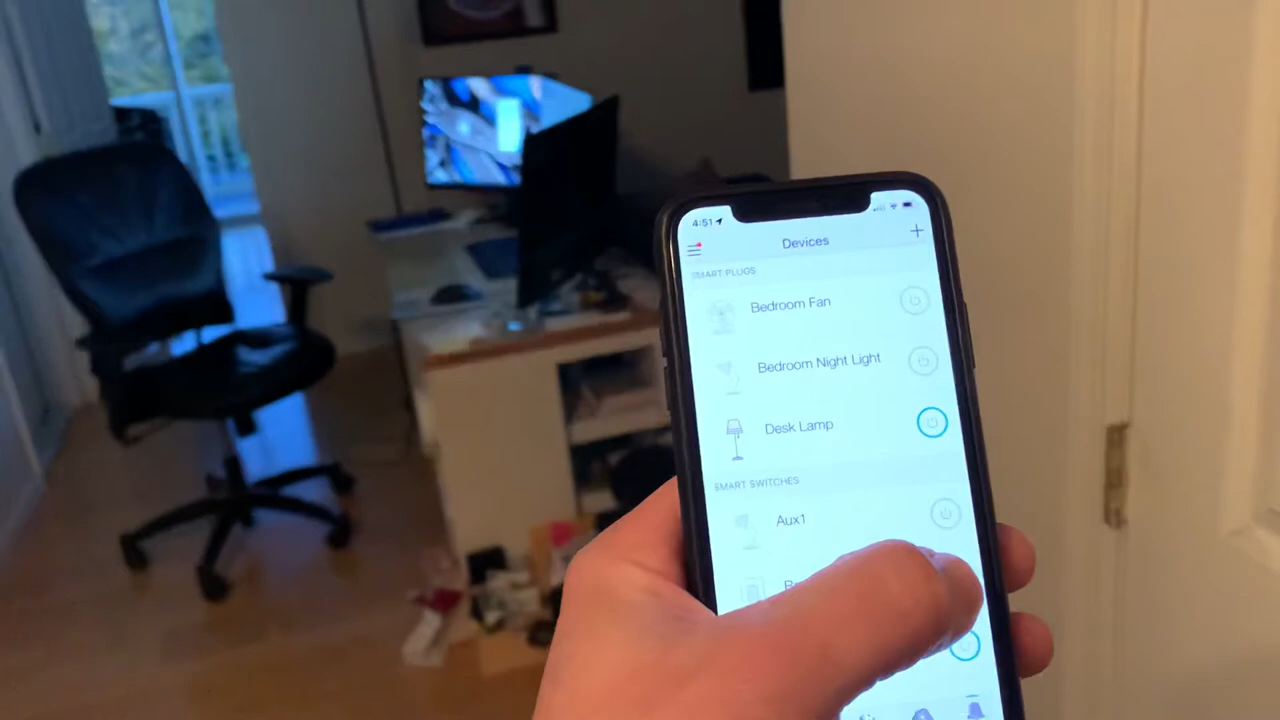 4:51
Devices
SMART PLUGS
Bedroom Fan
Bedroom Night Light
Desk Lamp
SMART SWITCHES
Aux1